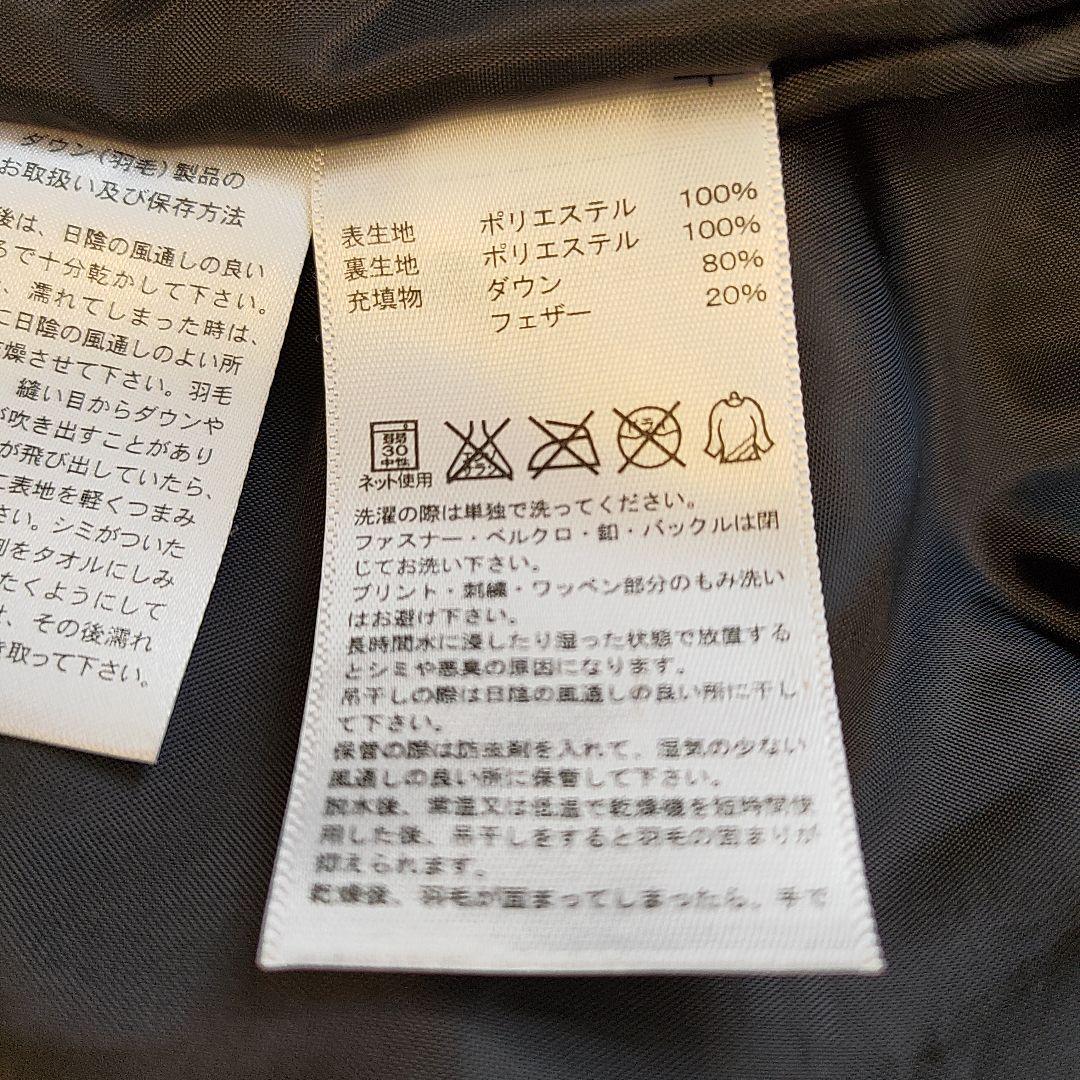 ダウン(羽毛)製品の
お取扱い及び保存方法
後は、日陰の風通しの良い
ろで十分乾かして下さい。
、濡れてしまった時は、
に日陰の風通しのよい所
燥させて下さい。羽毛
縫い目からダウンや
が吹き出すことがあり
が飛び出していたら、
に表地を軽くつまみ
さい。シミがついた
剤をタオルにしみ
たくようにして
、その後濡れ
き取って下さい。
表生地 ポリエステル 100%
裏生地 ポリエステル 100%
充填物 ダウン 80%
フェザー 20%
弱 30 中性
エンソ サラシ
ドライ
ネット使用
洗濯の際は単独で洗ってください。
ファスナー・ベルクロ・釦・バックルは閉
じてお洗い下さい。
プリント・刺繍・ワッペン部分のもみ洗い
はお避け下さい。
長時間水に浸したり湿った状態で放置する
とシミや悪臭の原因になります。
吊干しの際は日陰の風通しの良い所に干し
て下さい。
保管の際は防虫剤を入れて、湿気の少ない
風通しの良い所に保管して下さい。
脱水後、常温又は低温で乾燥機を短時間使
用した後、吊干しをすると羽毛の固まりが
抑えられます。
乾燥後、羽毛が固まってしまったら、手で